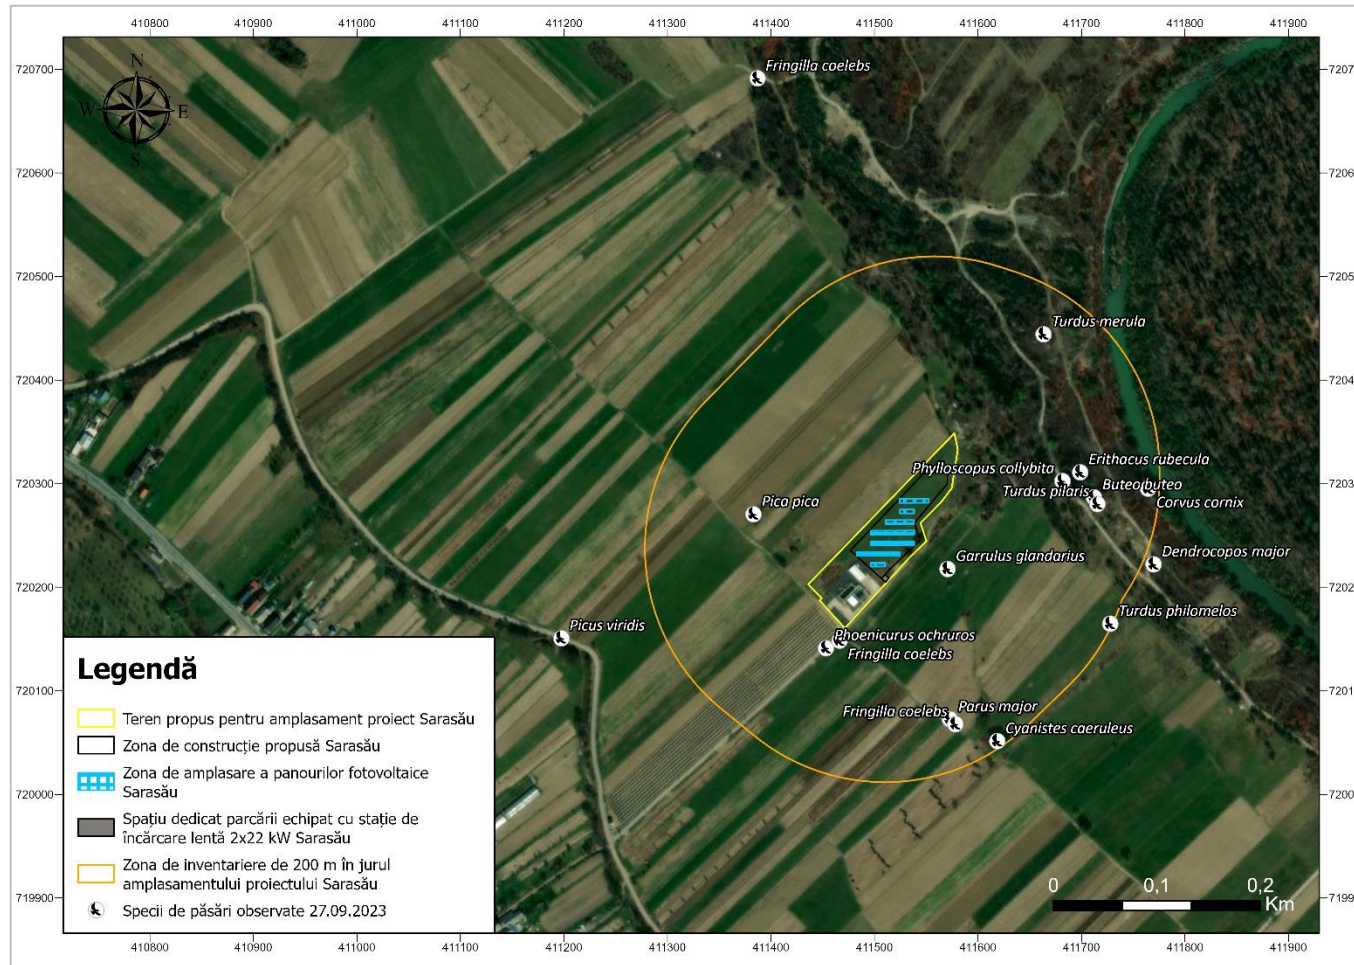 410800 410900 411000 411100 411200 411300 411400 411500 411600 411700 411800 411900
720700
7207
720600
7206
720500
7205
720400
7204
720300
7203
720200
7202
720100
7201
720000
7200
719900
7199
N
W E
S
Fringilla coelebs
Turdus merula
Phylloscopus collybita
Erithacus rubecula
Turdus pilaris
Buteo buteo
Corvus cornix
Pica pica
Garrulus glandarius
Dendrocopos major
Turdus philomelos
Picus viridis
Phoenicurus ochruros
Fringilla coelebs
Fringilla coelebs
Parus major
Cyanistes caeruleus
Legendă
Teren propus pentru amplasament proiect Sarasău
Zona de construcție propusă Sarasău
Zona de amplasare a panourilor fotovoltaice
Sarasău
Spațiu dedicat parcării echipat cu stație de
încărcare lentă 2x22 kW Sarasău
Zona de inventariere de 200 m în jurul
amplasamentului proiectului Sarasău
Specii de păsări observate 27.09.2023
0 0,1 0,2
Km
410800 410900 411000 411100 411200 411300 411400 411500 411600 411700 411800 411900